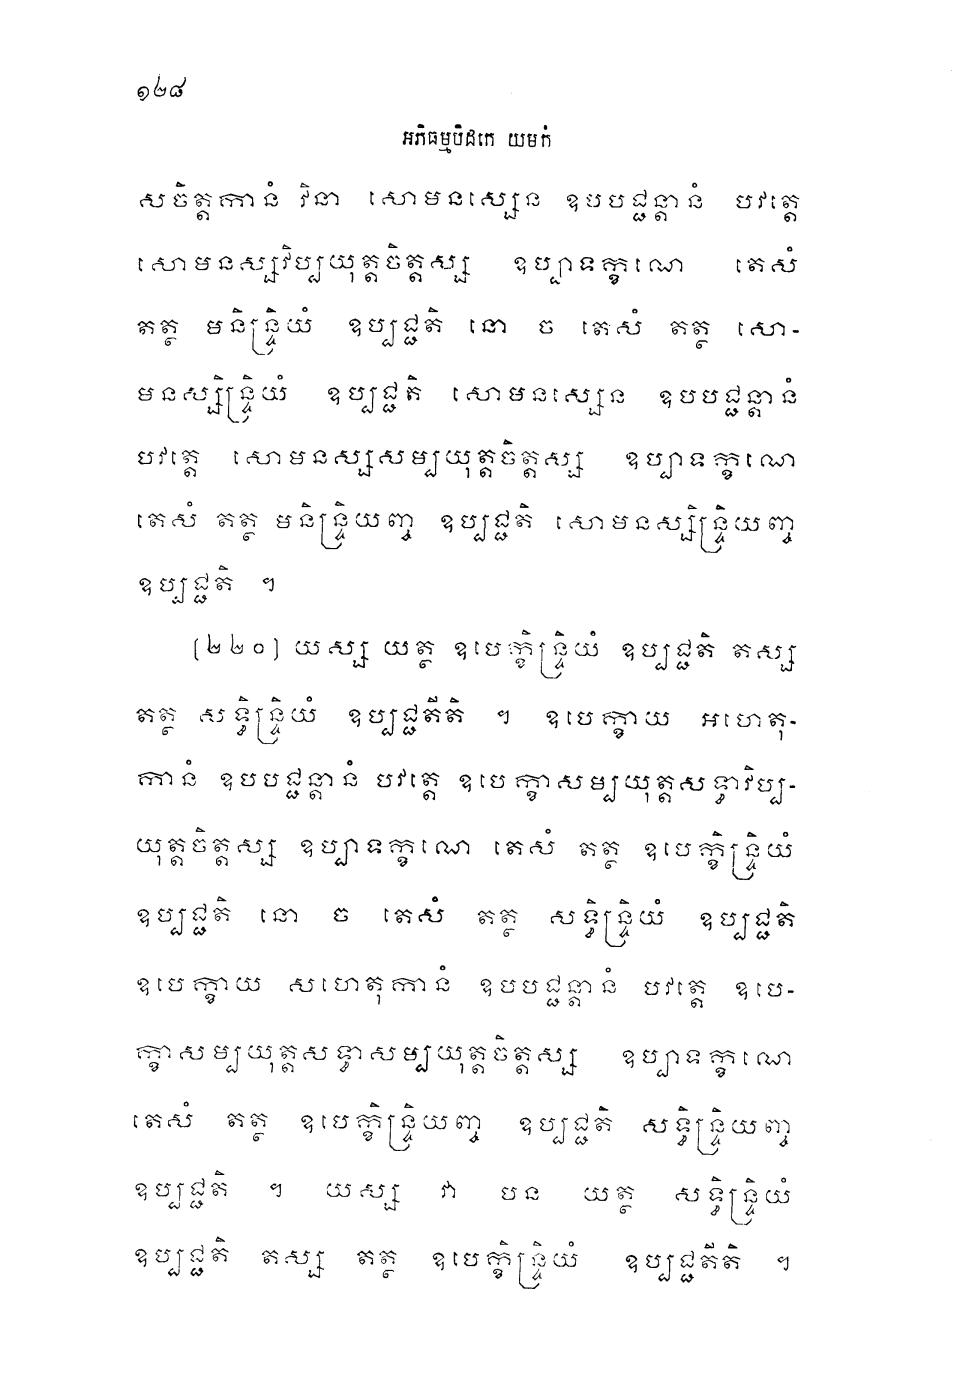 ១២៨
អភិធម្មបិដកេ យមកំ
សចិត្តកានំ វិនា សោមនស្សេន ឧបបជ្ជន្តានំ បវត្តេ
សោមនស្សវិប្បយុត្តចិត្តស្ស ឧប្បាទក្ខណេ តេសំ
តត្ថ មនិន្ទ្រិយំ ឧប្បជ្ជតិ នោ ច តេសំ តត្ថ សោ-
មនស្សិន្ទ្រិយំ ឧប្បជ្ជតិ សោមនស្សេន ឧបបជ្ជន្តានំ
បវត្តេ សោមនស្សសម្បយុត្តចិត្តស្ស ឧប្បាទក្ខណេ
តេសំ តត្ថ មនិន្ទ្រិយញ្ច ឧប្បជ្ជតិ សោមនស្សិន្ទ្រិយញ្ច
ឧប្បជ្ជតិ ។
(២២០) យស្ស យត្ថ ឧបេក្ខិន្ទ្រិយំ ឧប្បជ្ជតិ តស្ស
តត្ថ សទ្ធិន្ទ្រិយំ ឧប្បជ្ជតីតិ ។ ឧបេក្ខាយ អហេតុ-
កានំ ឧបបជ្ជន្តានំ បវត្តេ ឧបេក្ខាសម្បយុត្តសទ្ធាវិប្ប-
យុត្តចិត្តស្ស ឧប្បាទក្ខណេ តេសំ តត្ថ ឧបេក្ខិន្ទ្រិយំ
ឧប្បជ្ជតិ នោ ច តេសំ តត្ថ សទ្ធិន្ទ្រិយំ ឧប្បជ្ជតិ
ឧបេក្ខាយ សហេតុកានំ ឧបបជ្ជន្តានំ បវត្តេ ឧបេ-
ក្ខាសម្បយុត្តសទ្ធាសម្បយុត្តចិត្តស្ស ឧប្បាទក្ខណេ
តេសំ តត្ថ ឧបេក្ខិន្ទ្រិយញ្ច ឧប្បជ្ជតិ សទ្ធិន្ទ្រិយញ្ច
ឧប្បជ្ជតិ ។ យស្ស វា បន យត្ថ សទ្ធិន្ទ្រិយំ
ឧប្បជ្ជតិ តស្ស តត្ថ ឧបេក្ខិន្ទ្រិយំ ឧប្បជ្ជតីតិ ។